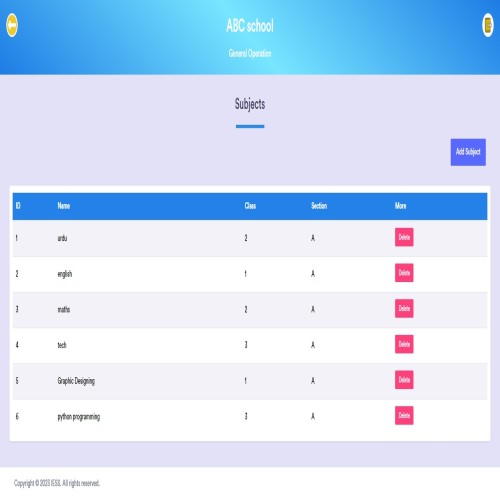 ABC school
General Operation
Subjects
Add Subject
ID Name Class Section More
1 urdu 2 A Delete
2 english 1 A Delete
3 maths 2 A Delete
4 tech 3 A Delete
5 Graphic Designing 1 A Delete
6 python programming 3 A Delete
Copyright © 2023 IESS. All rights reserved.